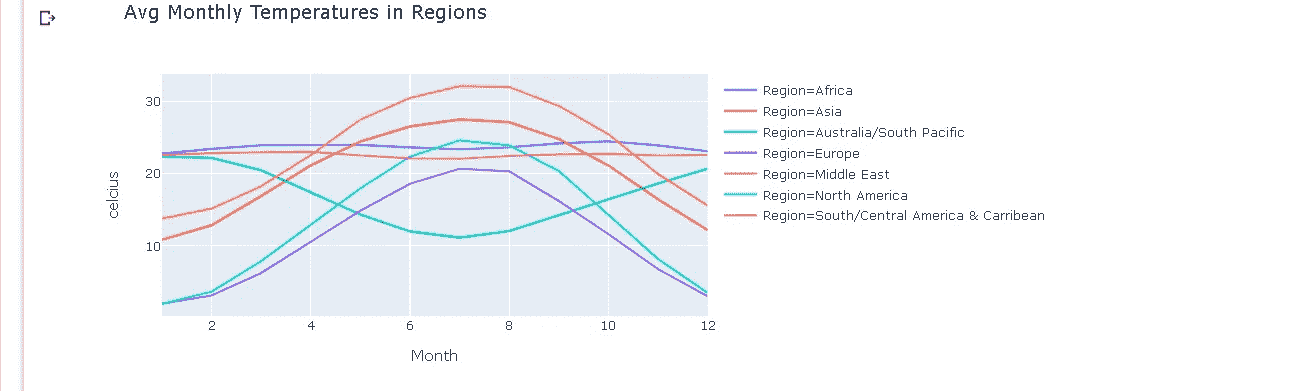 Avg Monthly Temperatures in Regions
30
20
10
celcius
2 4 6 8 10 12
Month
Region=Africa
Region=Asia
Region=Australia/South Pacific
Region=Europe
Region=Middle East
Region=North America
Region=South/Central America & Carribean